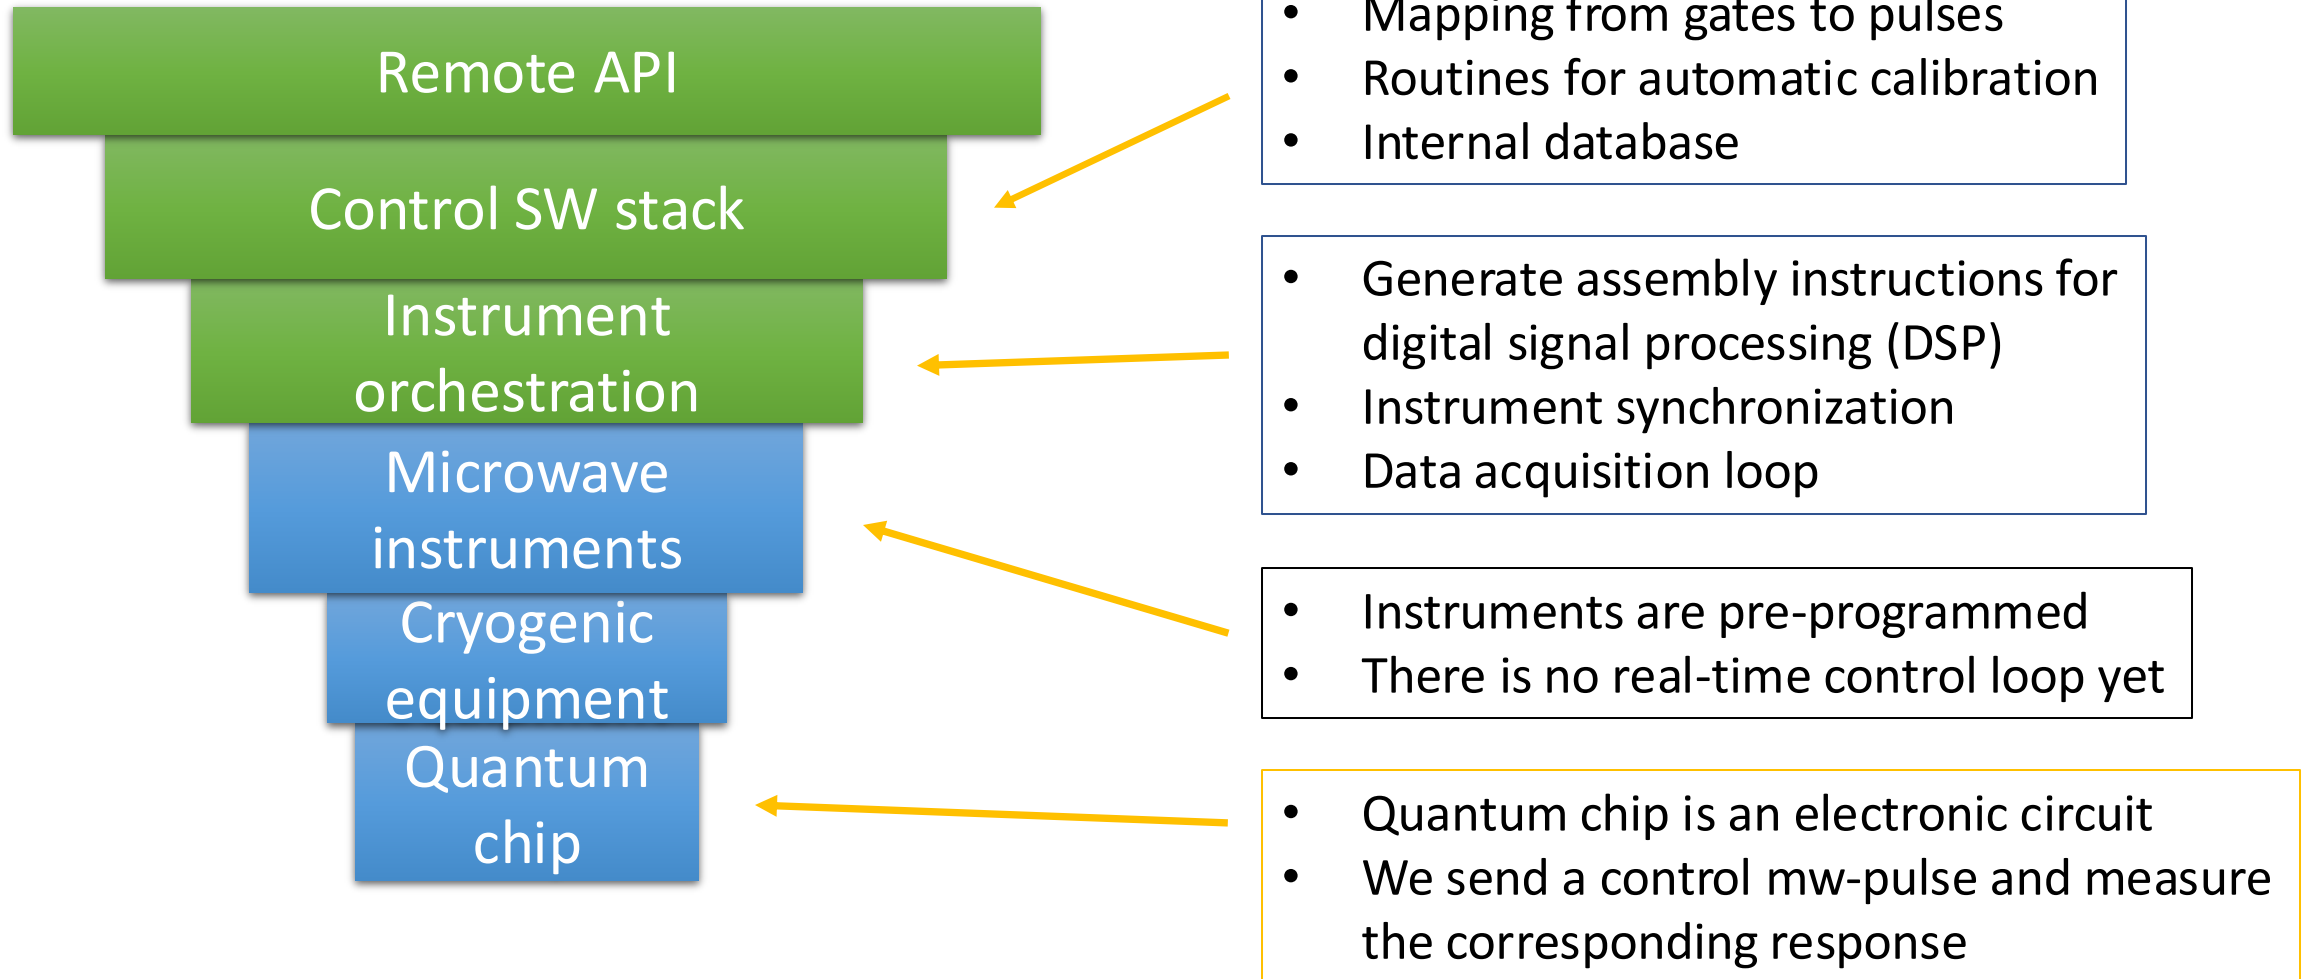 Remote API
Control SW stack
Instrument
orchestration
Microwave
instruments
Cryogenic
equipment
Quantum
chip
• Mapping from gates to pulses
• Routines for automatic calibration
• Internal database
• Generate assembly instructions for
digital signal processing (DSP)
• Instrument synchronization
• Data acquisition loop
• Instruments are pre-programmed
• There is no real-time control loop yet
• Quantum chip is an electronic circuit
• We send a control mw-pulse and measure
the corresponding response